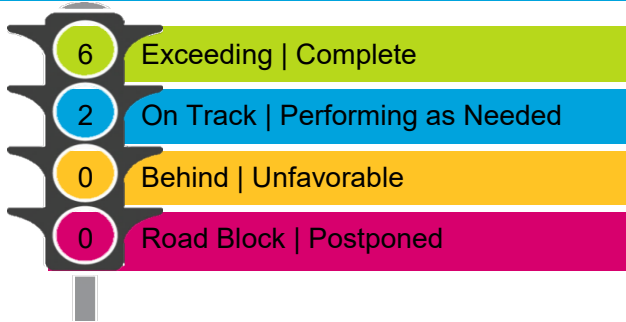 6 Exceeding | Complete
2 On Track | Performing as Needed
0 Behind | Unfavorable
0 Road Block | Postponed